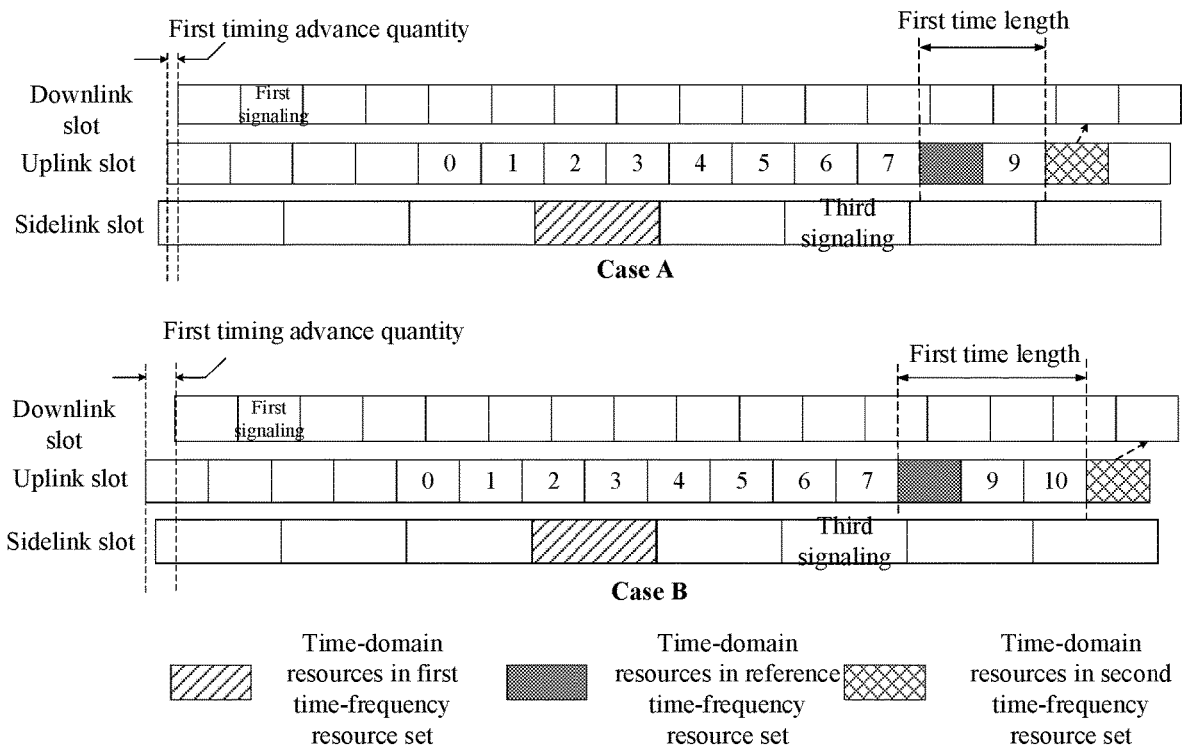 First timing advance quantity
First time length
Downlink
slot
First
signaling
Uplink slot
0 1 2 3 4 5 6 7 9
Sidelink slot
Third
signaling
Case A
First timing advance quantity
First time length
Downlink
slot
First
signaling
Uplink slot
0 1 2 3 4 5 6 7 9 10
Sidelink slot
Third
signaling
Case B
Time-domain
resources in first
time-frequency
resource set
Time-domain
resources in reference
time-frequency
resource set
Time-domain
resources in second
time-frequency
resource set